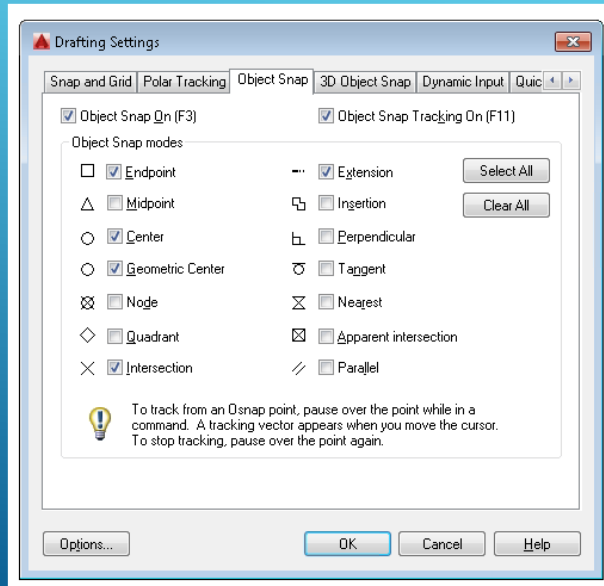 Drafting Settings
Snap and Grid Polar Tracking Object Snap 3D Object Snap Dynamic Input Quic
Object Snap On (F3) Object Snap Tracking On (F11)
Object Snap modes
Endpoint Extension Select All
Midpoint Insertion Clear All
Center Perpendicular
Geometric Center Tangent
Node Nearest
Quadrant Apparent intersection
Intersection Parallel
To track from an Osnap point, pause over the point while in a
command. A tracking vector appears when you move the cursor.
To stop tracking, pause over the point again.
Options... OK Cancel Help